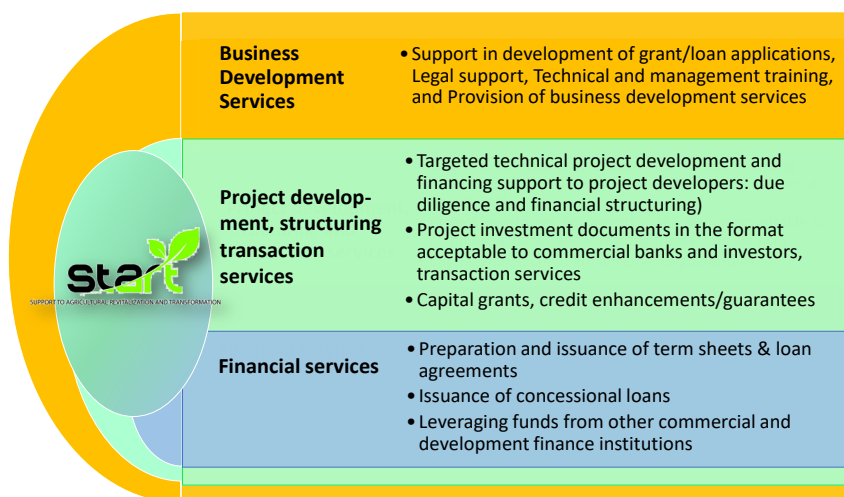 Business
Development
Services
• Support in development of grant/loan applications,
Legal support, Technical and management training,
and Provision of business development services
Project develop-
ment, structuring
transaction
services
• Targeted technical project development and
financing support to project developers: due
diligence and financial structuring)
• Project investment documents in the format
acceptable to commercial banks and investors,
transaction services
• Capital grants, credit enhancements/guarantees
start
SUPPORT TO AGRICULTURAL REVITALIZATION AND TRANSFORMATION
Financial services
• Preparation and issuance of term sheets & loan
agreements
• Issuance of concessional loans
• Leveraging funds from other commercial and
development finance institutions